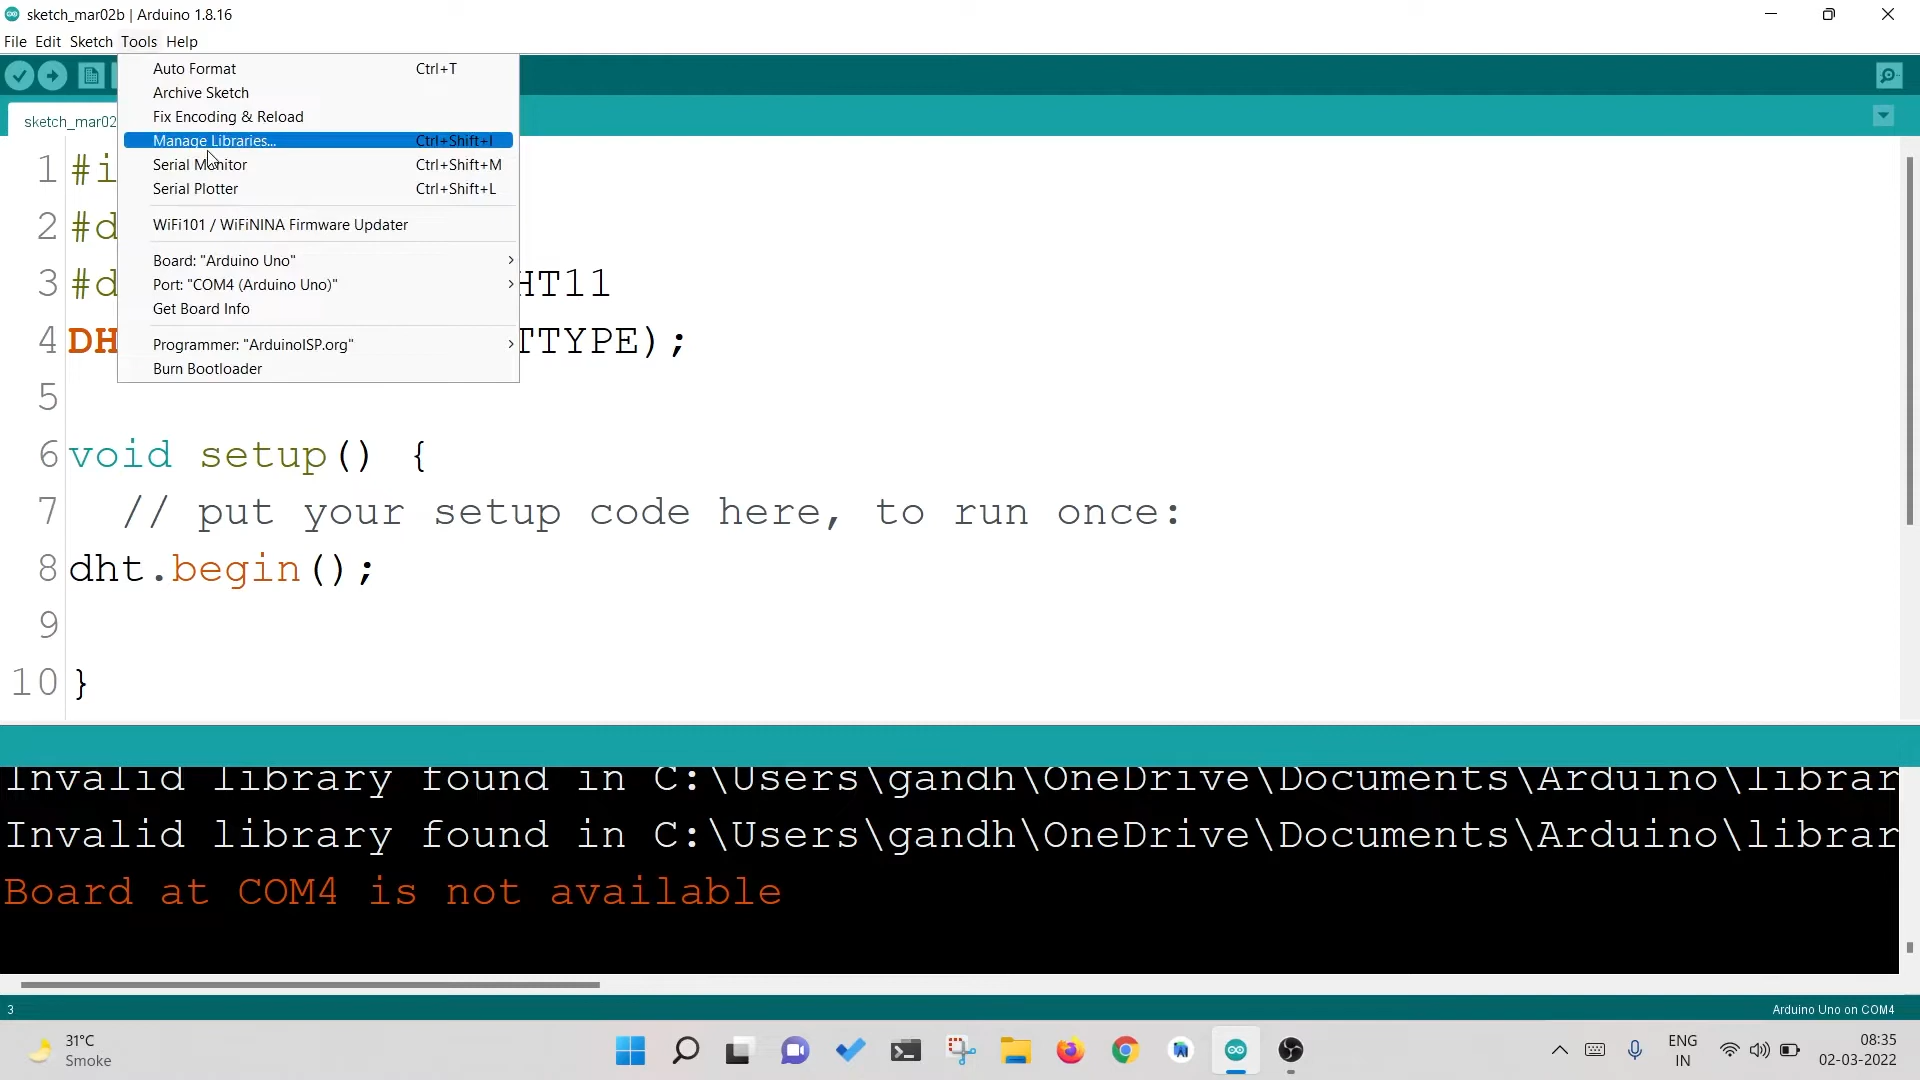 sketch_mar02b | Arduino 1.8.16
File Edit Sketch Tools Help
Auto Format Ctrl+T
Archive Sketch
Fix Encoding & Reload
Manage Libraries... Ctrl+Shift+I
Serial Monitor Ctrl+Shift+M
Serial Plotter Ctrl+Shift+L
WiFi101 / WiFiNINA Firmware Updater
Board: "Arduino Uno"
Port: "COM4 (Arduino Uno)"
Get Board Info
Programmer: "ArduinoISP.org"
Burn Bootloader
sketch_mar02
1 #i
2 #d
3 #d HT11
4 DH TTYPE);
5
6 void setup() {
7 // put your setup code here, to run once:
8 dht.begin();
9
10 }
Invalid library found in C:\Users\gandh\OneDrive\Documents\Arduino\librar
Invalid library found in C:\Users\gandh\OneDrive\Documents\Arduino\librar
Board at COM4 is not available
3 Arduino Uno on COM4
31°C
Smoke
ENG
IN
08:35
02-03-2022